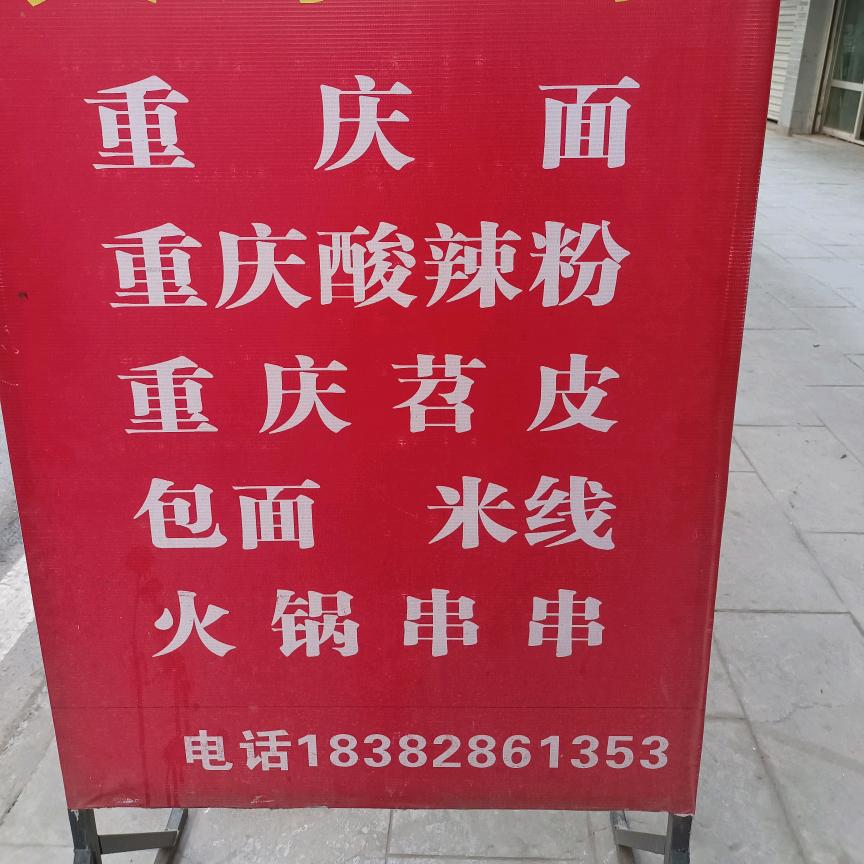 重庆面
重庆酸辣粉
重庆苕皮
包面 米线
火锅串串
电话18382861353